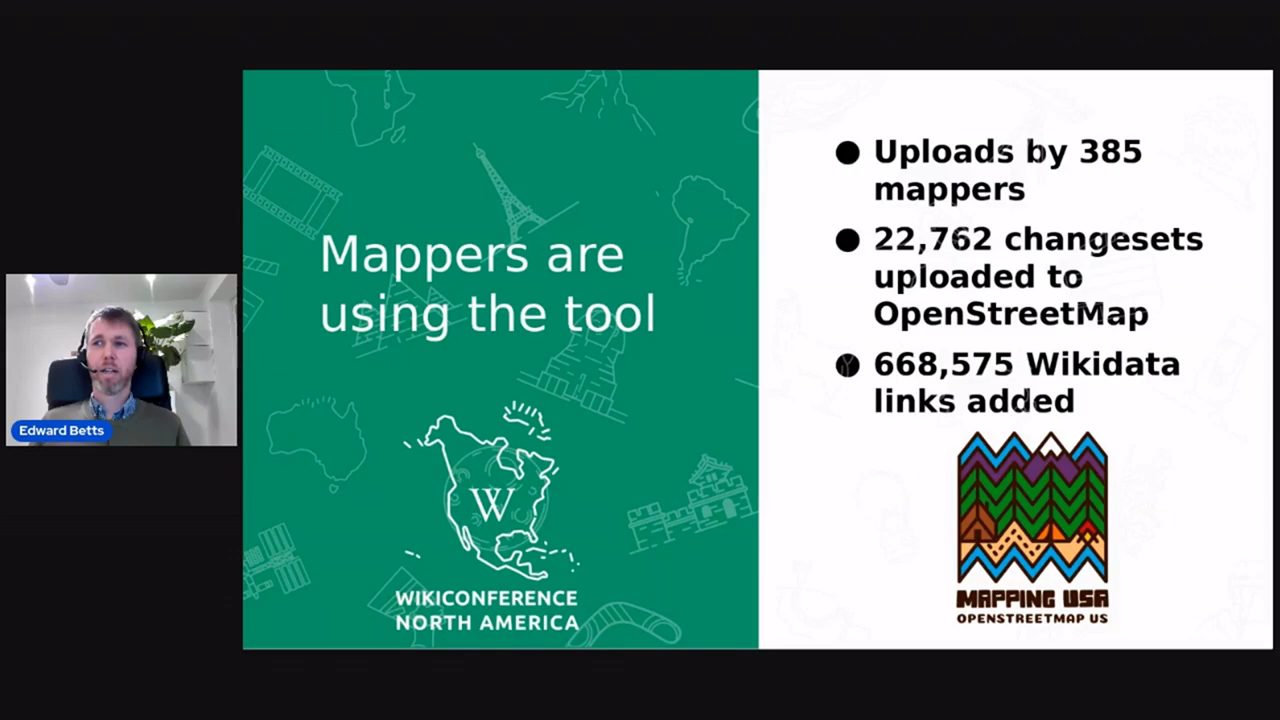 Edward Betts
Mappers are
using the tool
W
WIKICONFERENCE
NORTH AMERICA
Uploads by 385
mappers
22,762 changesets
uploaded to
OpenStreetMap
668,575 Wikidata
links added
MAPPING USA
OPENSTREETMAP US